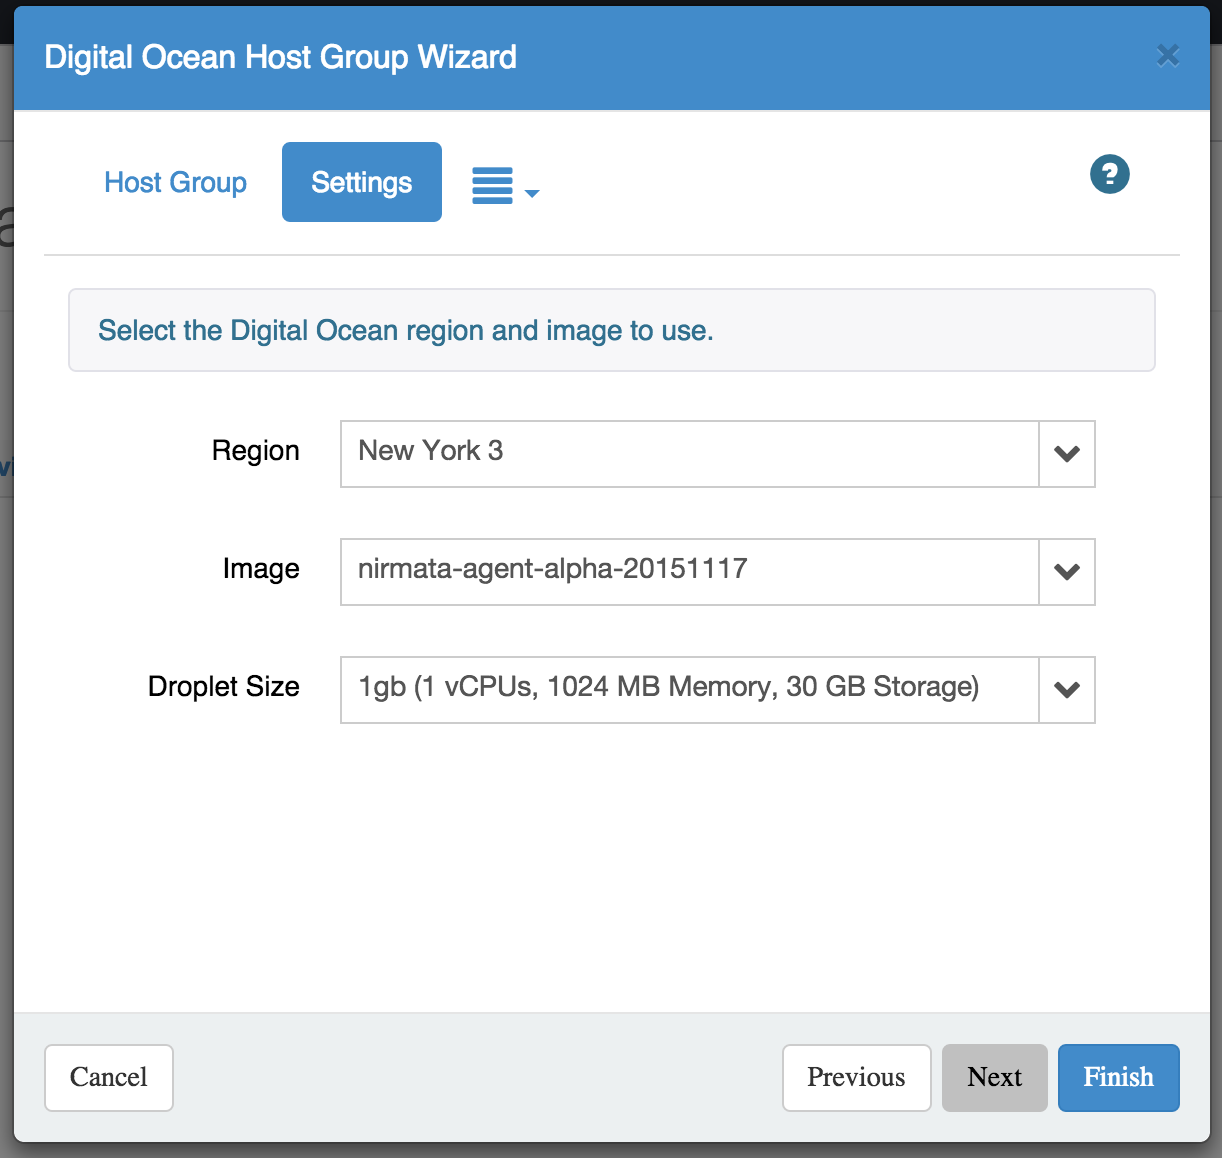 Digital Ocean Host Group Wizard
Host Group Settings
?
Select the Digital Ocean region and image to use.
Region New York 3
Image nirmata-agent-alpha-20151117
Droplet Size 1gb (1 vCPUs, 1024 MB Memory, 30 GB Storage)
Cancel Previous Next Finish